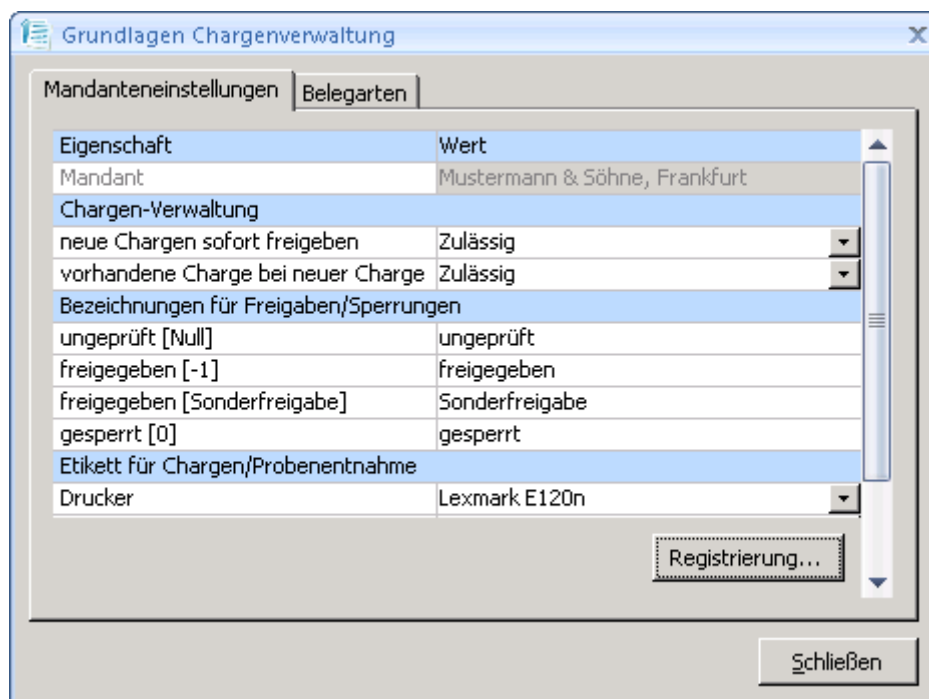 Grundlagen Chargenverwaltung
Mandanteneinstellungen Belegarten
Eigenschaft Wert
Mandant Mustermann & Söhne, Frankfurt
Chargen-Verwaltung
neue Chargen sofort freigeben Zulässig
vorhandene Charge bei neuer Charge Zulässig
Bezeichnungen für Freigaben/Sperrungen
ungeprüft [Null] ungeprüft
freigegeben [-1] freigegeben
freigegeben [Sonderfreigabe] Sonderfreigabe
gesperrt [0] gesperrt
Etikett für Chargen/Probenentnahme
Drucker Lexmark E120n
Registrierung...
Schließen